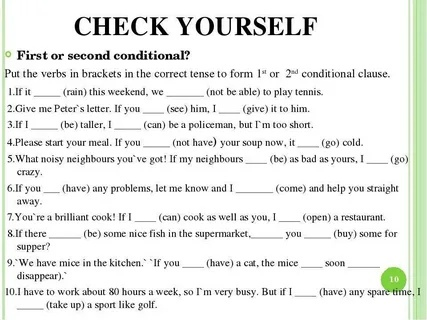 CHECK YOURSELF
First or second conditional?
Put the verbs in brackets in the correct tense to form 1st or 2nd conditional clause.
1.If it _____ (rain) this weekend, we _______ (not be able) to play tennis.
2.Give me Peter`s letter. If you ____ (see) him, I ____ (give) it to him.
3.If I _____ (be) taller, I _____ (can) be a policeman, but I`m too short.
4.Please start your meal. If you _____ (not have) your soup now, it ____ (go) cold.
5.What noisy neighbours you`ve got! If my neighbours ____ (be) as bad as yours, I ____ (go)
crazy.
6.If you ___ (have) any problems, let me know and I _______ (come) and help you straight
away.
7.You`re a brilliant cook! If I ____ (can) cook as well as you, I ____ (open) a restaurant.
8.If there ______ (be) some nice fish in the supermarket,______ you _____ (buy) some for
supper?
9.`We have mice in the kitchen.` `If you ____ (have) a cat, the mice ____ soon ______
disappear).`
10
10.I have to work about 80 hours a week, so I`m very busy. But if I ____ (have) any spare time, I
_____ (take up) a sport like golf.